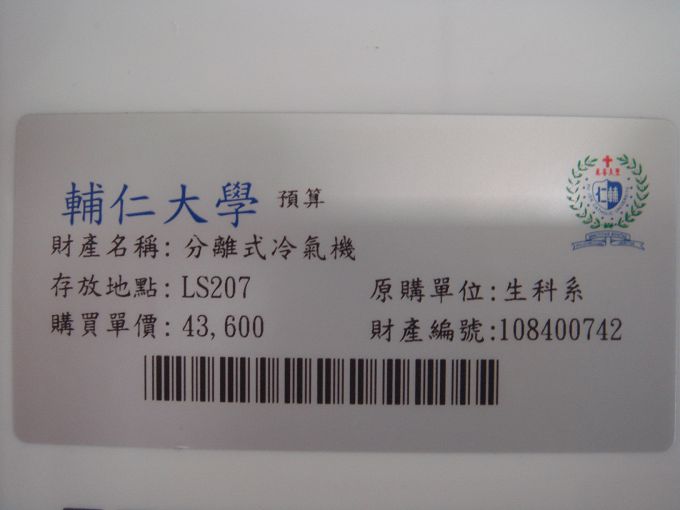 輔仁大學 預算
財產名稱: 分離式冷氣機
存放地點: LS207 原購單位:生科系
購買單價: 43,600 財產編號:108400742
仁輔